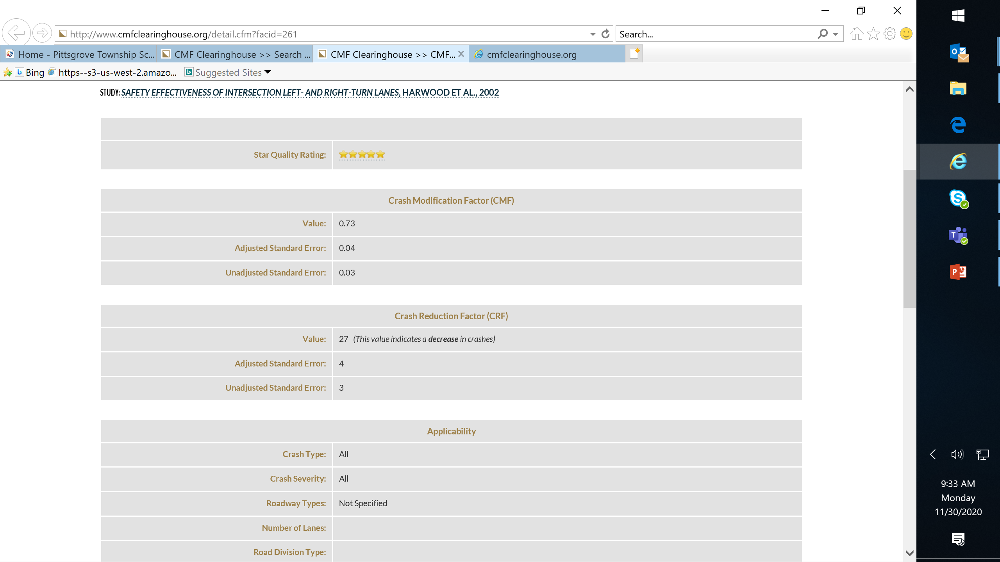 http://www.cmfclearinghouse.org/detail.cfm?facid=261
Search...
Home - Pittsgrove Township Sc...
CMF Clearinghouse >> Search ...
CMF Clearinghouse >> CMF...
cmfclearinghouse.org
Bing
https--s3-us-west-2.amazo...
Suggested Sites
STUDY: SAFETY EFFECTIVENESS OF INTERSECTION LEFT- AND RIGHT-TURN LANES, HARWOOD ET AL., 2002
Star Quality Rating:
Crash Modification Factor (CMF)
Value: 0.73
Adjusted Standard Error: 0.04
Unadjusted Standard Error: 0.03
Crash Reduction Factor (CRF)
Value: 27 (This value indicates a decrease in crashes)
Adjusted Standard Error: 4
Unadjusted Standard Error: 3
Applicability
Crash Type: All
Crash Severity: All
Roadway Types: Not Specified
Number of Lanes:
Road Division Type:
9:33 AM
Monday
11/30/2020